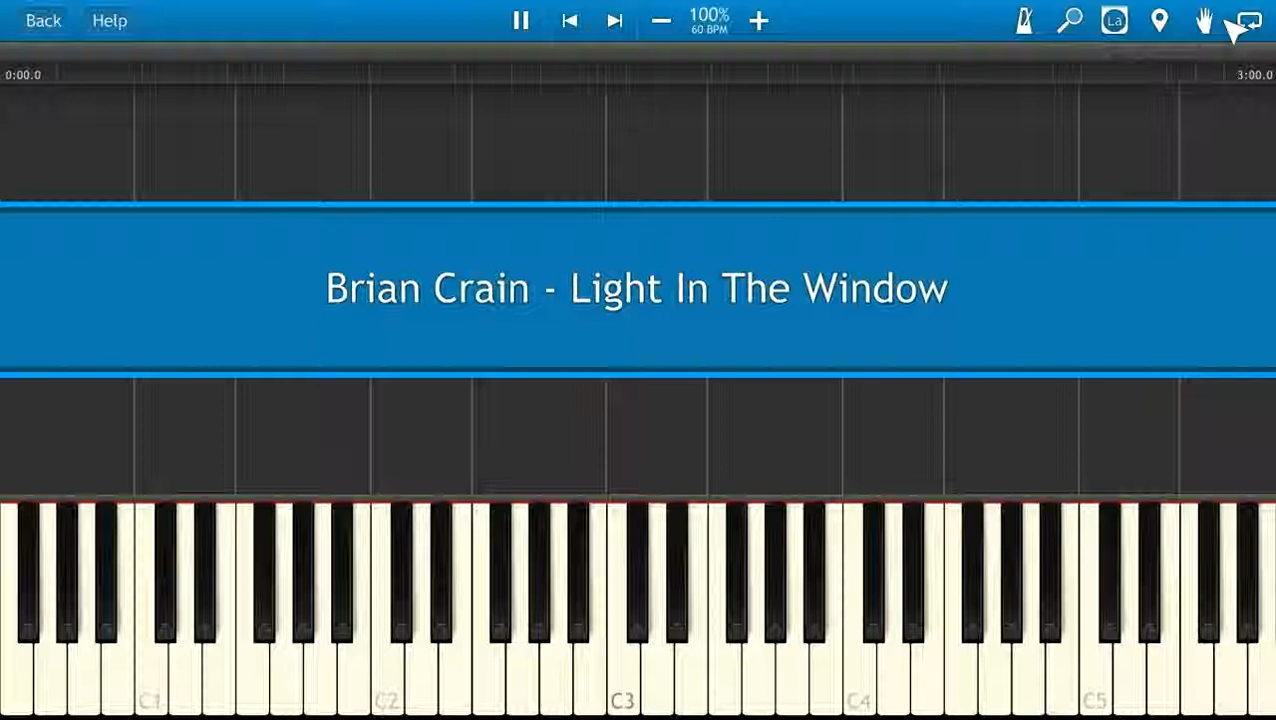 Back Help 100% La
60 BPM
0:00.0 3:00.0
Brian Crain - Light In The Window
C1 C2 C3 C4 C5